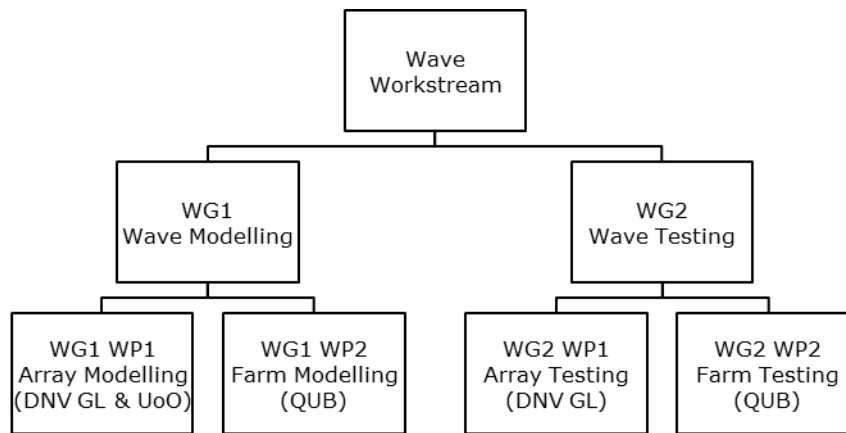 Wave
Workstream
WG1
Wave Modelling
WG2
Wave Testing
WG1 WP1
Array Modelling
(DNV GL & UoO)
WG1 WP2
Farm Modelling
(QUB)
WG2 WP1
Array Testing
(DNV GL)
WG2 WP2
Farm Testing
(QUB)